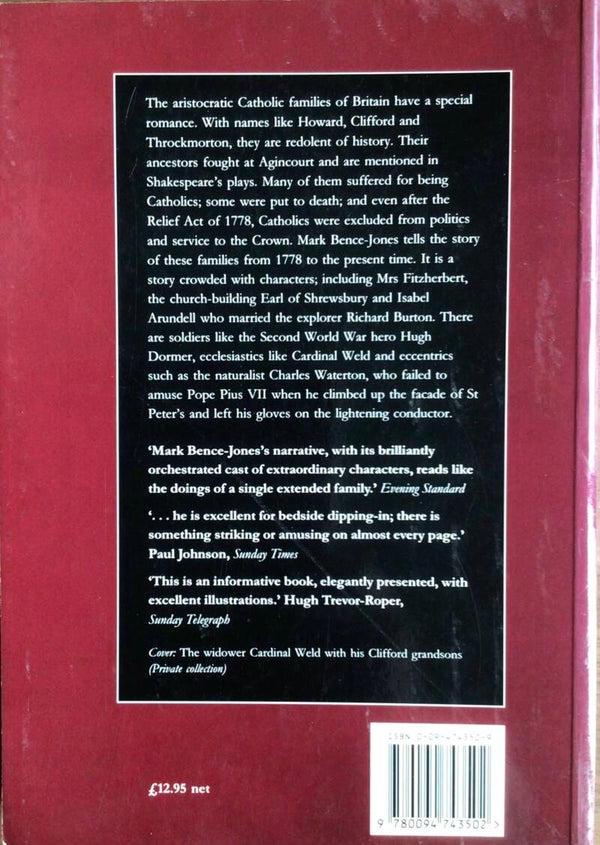 The aristocratic Catholic families of Britain have a special
romance. With names like Howard, Clifford and
Throckmorton, they are redolent of history. Their
ancestors fought at Agincourt and are mentioned in
Shakespeare's plays. Many of them suffered for being
Catholics; some were put to death; and even after the
Relief Act of 1778, Catholics were excluded from politics
and service to the Crown. Mark Bence-Jones tells the story
of these families from 1778 to the present time. It is a
story crowded with characters; including Mrs Fitzherbert,
the church-building Earl of Shrewsbury and Isabel
Arundell who married the explorer Richard Burton. There
are soldiers like the Second World War hero Hugh
Dormer, ecclesiastics like Cardinal Weld and eccentrics
such as the naturalist Charles Waterton, who failed to
amuse Pope Pius VII when he climbed up the facade of St
Peter's and left his gloves on the lightening conductor.
'Mark Bence-Jones's narrative, with its brilliantly
orchestrated cast of extraordinary characters, reads like
the doings of a single extended family.' Evening Standard
'. . . he is excellent for bedside dipping-in; there is
something striking or amusing on almost every page.'
Paul Johnson, Sunday Times
'This is an informative book, elegantly presented, with
excellent illustrations.' Hugh Trevor-Roper,
Sunday Telegraph
Cover: The widower Cardinal Weld with his Clifford grandsons
(Private collection)
ISBN 0-09-474350-9
£12.95 net
9 780094 743502 >